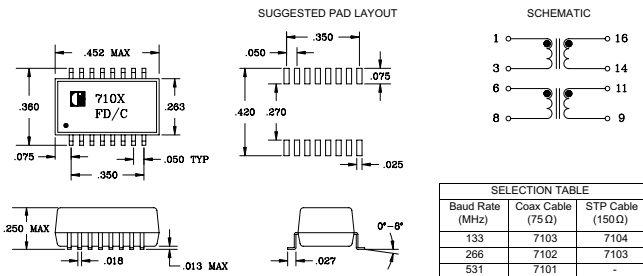 SUGGESTED PAD LAYOUT
SCHEMATIC
.452 MAX
.360
710X
FD/C
.263
.075
.050 TYP
.350
.350
.050
.075
.420
.270
.025
1
16
3
14
6
11
8
9
.250 MAX
.018
.013 MAX
0°-8°
.027
SELECTION TABLE
Baud Rate (MHz) Coax Cable (75 Ω) STP Cable (150 Ω)
133 7103 7104
266 7102 7103
531 7101 -